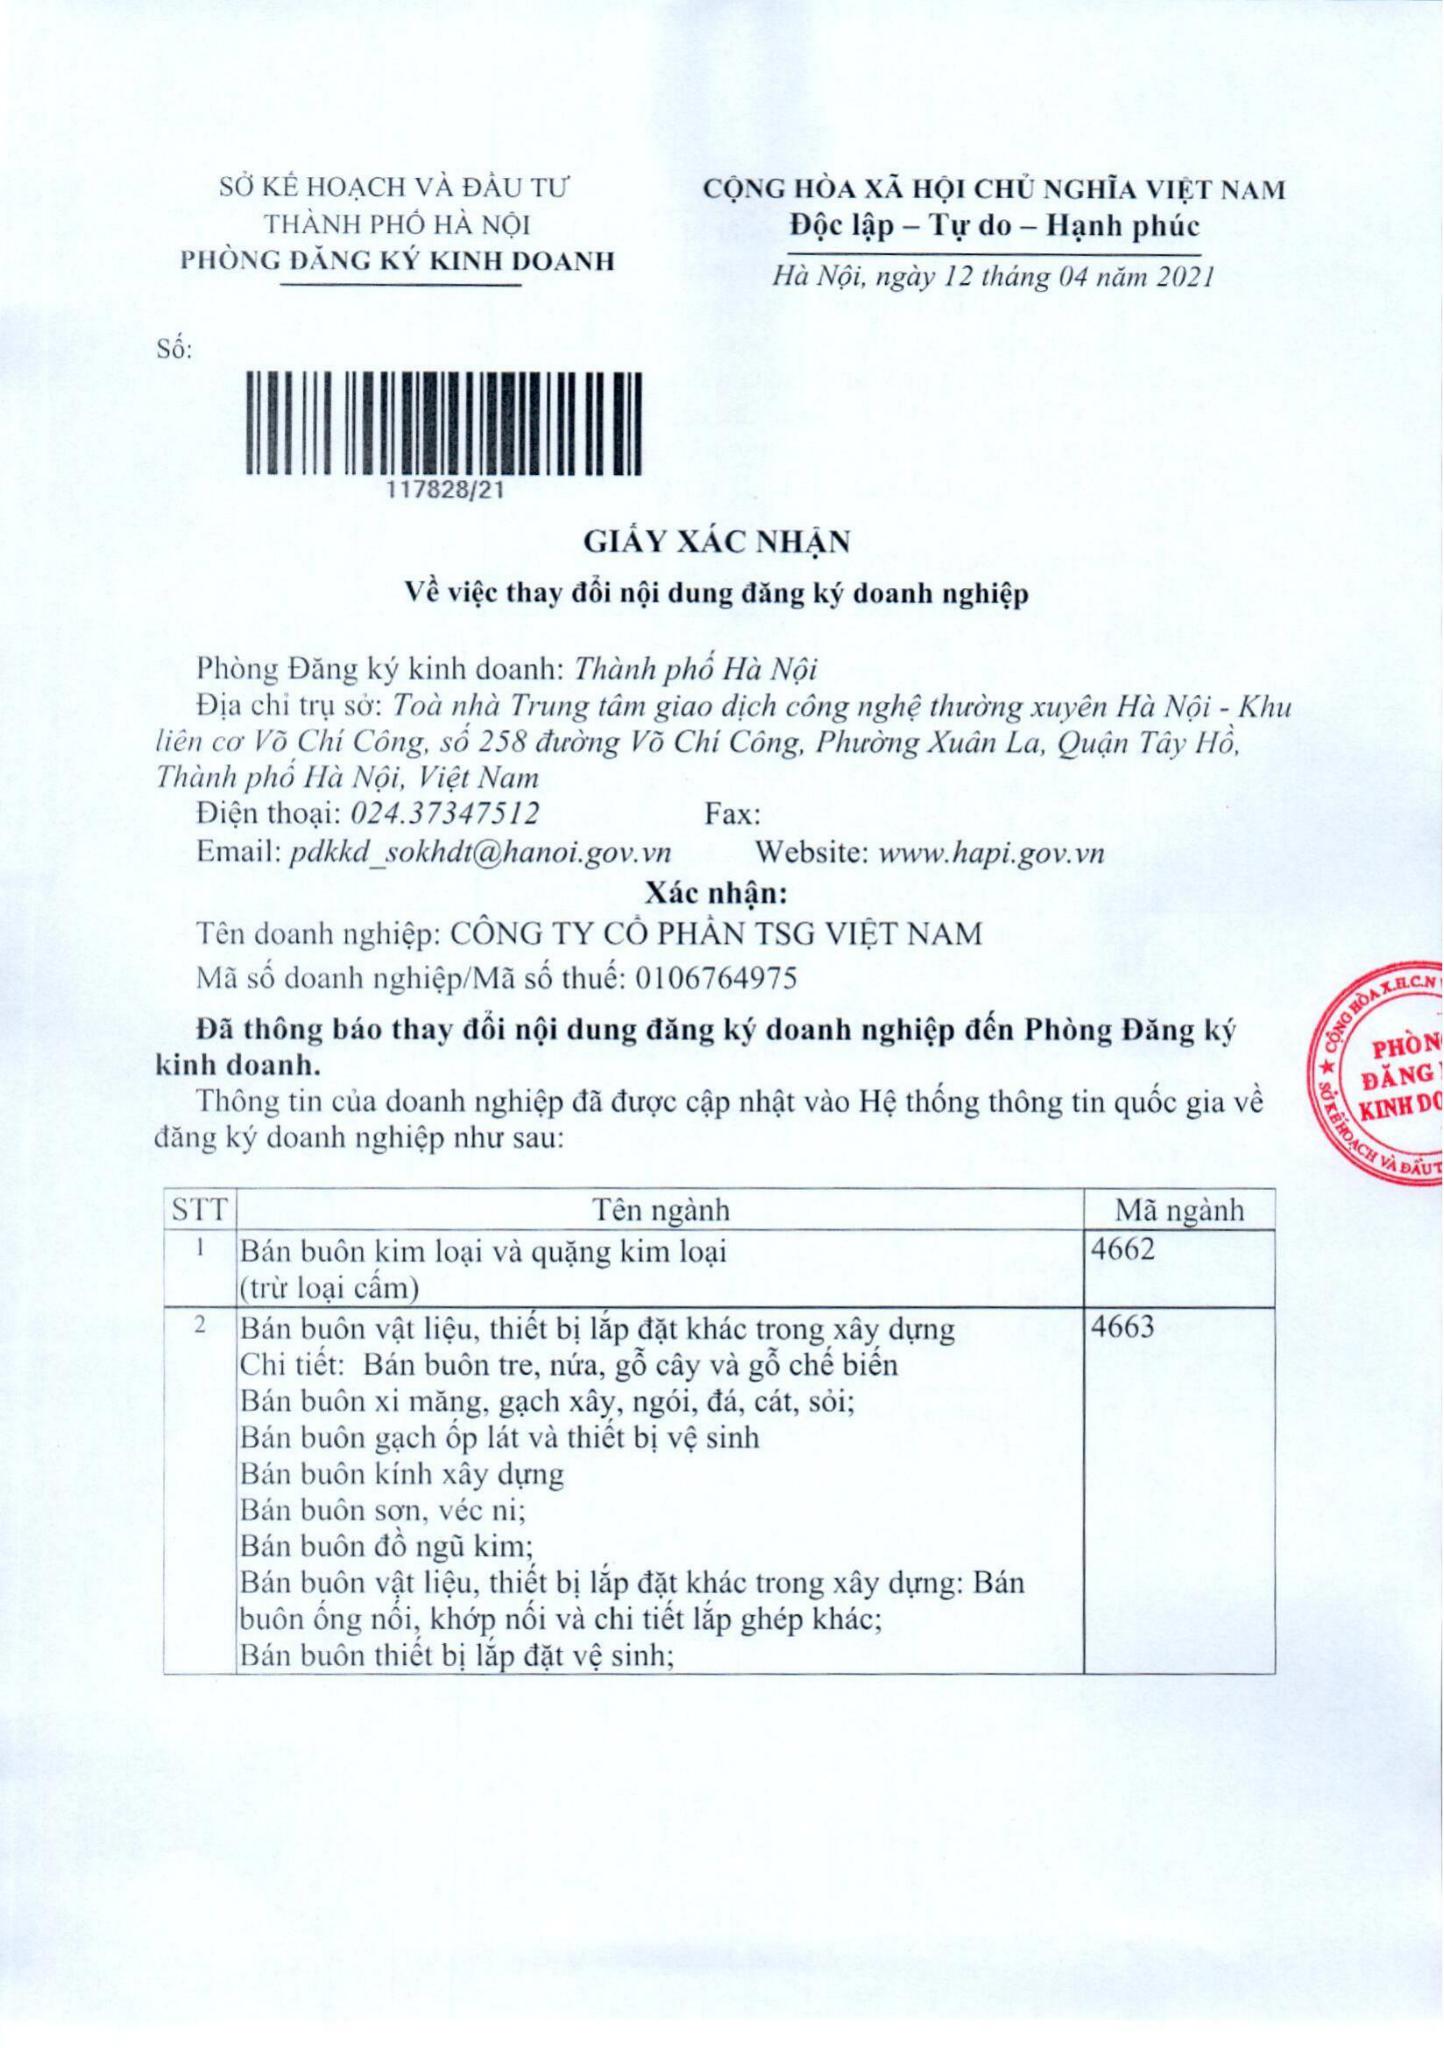 SỞ KẾ HOẠCH VÀ ĐẦU TƯ
THÀNH PHỐ HÀ NỘI
PHÒNG ĐĂNG KÝ KINH DOANH
CỘNG HÒA XÃ HỘI CHỦ NGHĨA VIỆT NAM
Độc lập – Tự do – Hạnh phúc
Hà Nội, ngày 12 tháng 04 năm 2021
Số:
117828/21
GIẤY XÁC NHẬN
Về việc thay đổi nội dung đăng ký doanh nghiệp
Phòng Đăng ký kinh doanh: Thành phố Hà Nội
Địa chỉ trụ sở: Toà nhà Trung tâm giao dịch công nghệ thường xuyên Hà Nội - Khu
liên cơ Võ Chí Công, số 258 đường Võ Chí Công, Phường Xuân La, Quận Tây Hồ,
Thành phố Hà Nội, Việt Nam
Điện thoại: 024.37347512 Fax:
Email: pdkkd_sokhdt@hanoi.gov.vn Website: www.hapi.gov.vn
Xác nhận:
Tên doanh nghiệp: CÔNG TY CỔ PHẦN TSG VIỆT NAM
Mã số doanh nghiệp/Mã số thuế: 0106764975
Đã thông báo thay đổi nội dung đăng ký doanh nghiệp đến Phòng Đăng ký
kinh doanh.
Thông tin của doanh nghiệp đã được cập nhật vào Hệ thống thông tin quốc gia về
đăng ký doanh nghiệp như sau:
CỘNG HÒA X.H.C.N
PHÒNG
ĐĂNG
KINH DO
SỞ KẾ HOẠCH VÀ ĐẦU T
STT Tên ngành Mã ngành
1 Bán buôn kim loại và quặng kim loại 4662
(trừ loại cấm)
2 Bán buôn vật liệu, thiết bị lắp đặt khác trong xây dựng 4663
Chi tiết: Bán buôn tre, nứa, gỗ cây và gỗ chế biến
Bán buôn xi măng, gạch xây, ngói, đá, cát, sỏi;
Bán buôn gạch ốp lát và thiết bị vệ sinh
Bán buôn kính xây dựng
Bán buôn sơn, véc ni;
Bán buôn đồ ngũ kim;
Bán buôn vật liệu, thiết bị lắp đặt khác trong xây dựng: Bán
buôn ống nối, khớp nối và chi tiết lắp ghép khác;
Bán buôn thiết bị lắp đặt vệ sinh;